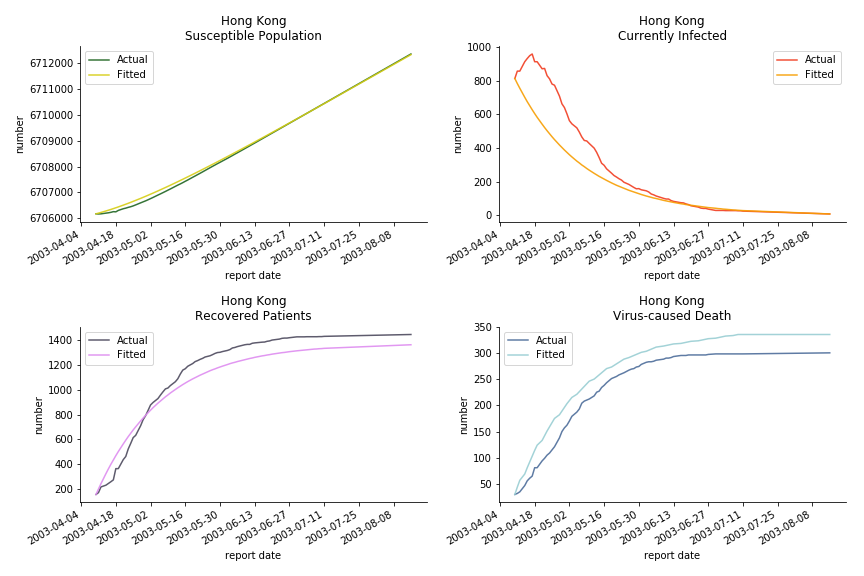 Hong Kong
Susceptible Population
Actual
Fitted
6712000
6711000
6710000
6709000
6708000
6707000
6706000
number
2003-04-04
2003-04-18
2003-05-02
2003-05-16
2003-05-30
2003-06-13
2003-06-27
2003-07-11
2003-07-25
2003-08-08
report date
Hong Kong
Currently Infected
Actual
Fitted
1000
800
600
400
200
0
number
2003-04-04
2003-04-18
2003-05-02
2003-05-16
2003-05-30
2003-06-13
2003-06-27
2003-07-11
2003-07-25
2003-08-08
report date
Hong Kong
Recovered Patients
Actual
Fitted
1400
1200
1000
800
600
400
200
number
2003-04-04
2003-04-18
2003-05-02
2003-05-16
2003-05-30
2003-06-13
2003-06-27
2003-07-11
2003-07-25
2003-08-08
report date
Hong Kong
Virus-caused Death
Actual
Fitted
350
300
250
200
150
100
50
number
2003-04-04
2003-04-18
2003-05-02
2003-05-16
2003-05-30
2003-06-13
2003-06-27
2003-07-11
2003-07-25
2003-08-08
report date